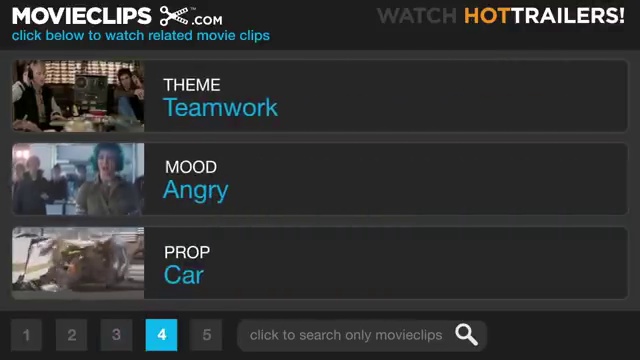 MOVIECLIPS .COM
WATCH HOTTRAILERS!
click below to watch related movie clips
THEME
Teamwork
MOOD
Angry
PROP
Car
1 2 3 4 5
click to search only movieclips